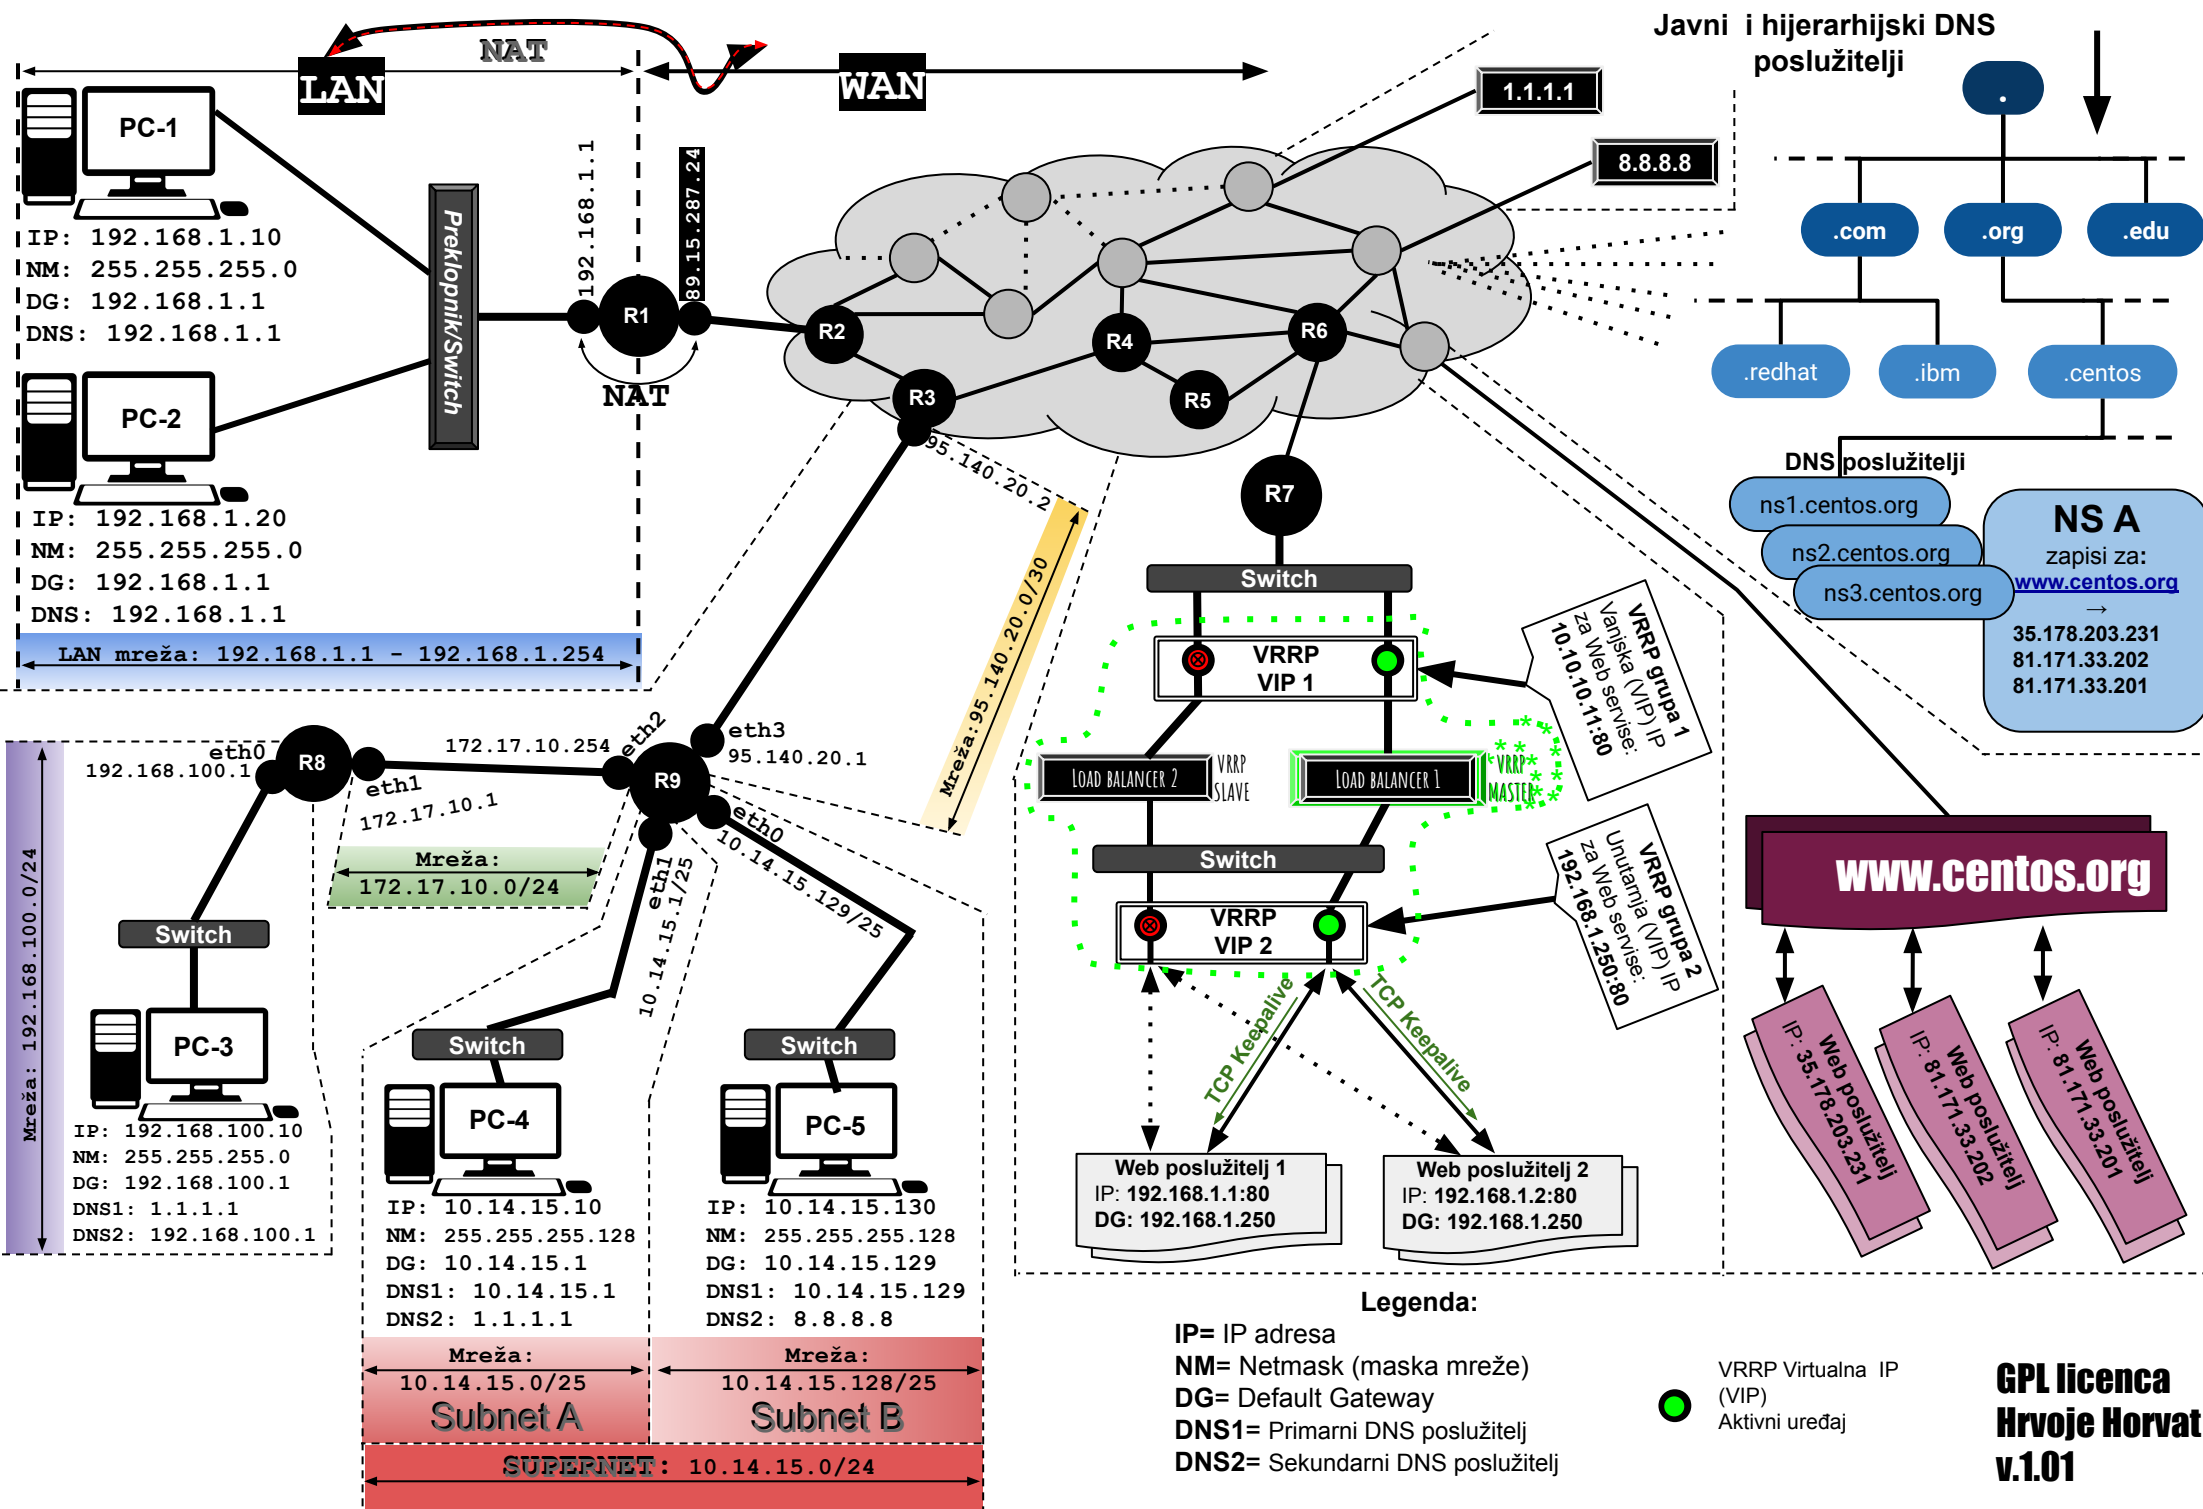 Javni i hijerarhijski DNS
poslužitelji
NAT
LAN
WAN
PC-1
IP: 192.168.1.10
NM: 255.255.255.0
DG: 192.168.1.1
DNS: 192.168.1.1
PC-2
IP: 192.168.1.20
NM: 255.255.255.0
DG: 192.168.1.1
DNS: 192.168.1.1
LAN mreža: 192.168.1.1 - 192.168.1.254
Preklopnik/Switch
192.168.1.1
R1
89.15.287.24
NAT
R2
R3
R4
R5
R6
R7
1.1.1.1
8.8.8.8
.
.com
.org
.edu
.redhat
.ibm
.centos
DNS poslužitelji
ns1.centos.org
ns2.centos.org
ns3.centos.org
NS A
zapisi za:
www.centos.org
→
35.178.203.231
81.171.33.202
81.171.33.201
95.140.20.2
Mreža:95.140.20.0/30
eth0
192.168.100.1
R8
eth1
172.17.10.1
172.17.10.254
eth2
R9
eth3
95.140.20.1
eth0
10.14.15.129/25
eth1
10.14.15.1/25
Mreža:
172.17.10.0/24
Mreža: 192.168.100.0/24
Switch
PC-3
IP: 192.168.100.10
NM: 255.255.255.0
DG: 192.168.100.1
DNS1: 1.1.1.1
DNS2: 192.168.100.1
Switch
PC-4
IP: 10.14.15.10
NM: 255.255.255.128
DG: 10.14.15.1
DNS1: 10.14.15.1
DNS2: 1.1.1.1
Switch
PC-5
IP: 10.14.15.130
NM: 255.255.255.128
DG: 10.14.15.129
DNS1: 10.14.15.129
DNS2: 8.8.8.8
Mreža:
10.14.15.0/25
Subnet A
Mreža:
10.14.15.128/25
Subnet B
SUPERNET: 10.14.15.0/24
Switch
VRRP
VIP 1
VRRP grupa 1
Vanjska (VIP) IP
za Web servise:
10.10.10.11:80
LOAD BALANCER 2
VRRP
SLAVE
LOAD BALANCER 1
VRRP
MASTER
Switch
VRRP
VIP 2
VRRP grupa 2
Unutarnja (VIP) IP
za Web servise:
192.168.1.250:80
TCP Keepalive
TCP Keepalive
Web poslužitelj 1
IP: 192.168.1.1:80
DG: 192.168.1.250
Web poslužitelj 2
IP: 192.168.1.2:80
DG: 192.168.1.250
www.centos.org
Web poslužitelj
IP: 35.178.203.231
Web poslužitelj
IP: 81.171.33.202
Web poslužitelj
IP: 81.171.33.201
Legenda:
IP= IP adresa
NM= Netmask (maska mreže)
DG= Default Gateway
DNS1= Primarni DNS poslužitelj
DNS2= Sekundarni DNS poslužitelj
VRRP Virtualna IP
(VIP)
Aktivni uređaj
GPL licenca
Hrvoje Horvat
v.1.01